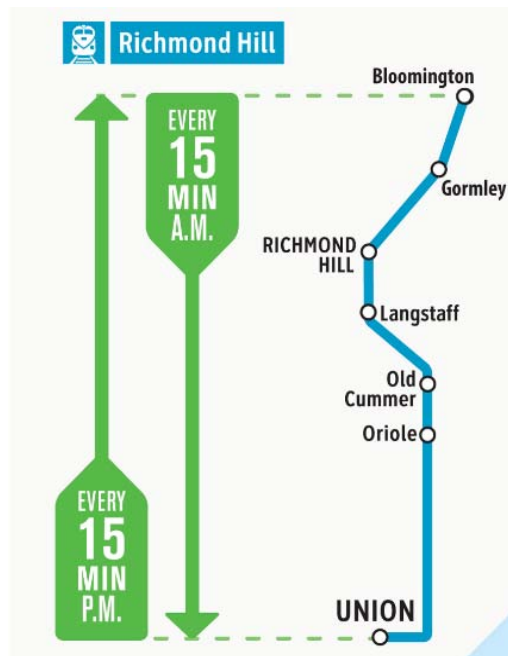 Richmond Hill
Bloomington
EVERY
15
MIN
A.M.
Gormley
RICHMOND
HILL
Langstaff
Old
Cummer
Oriole
EVERY
15
MIN
P.M.
UNION